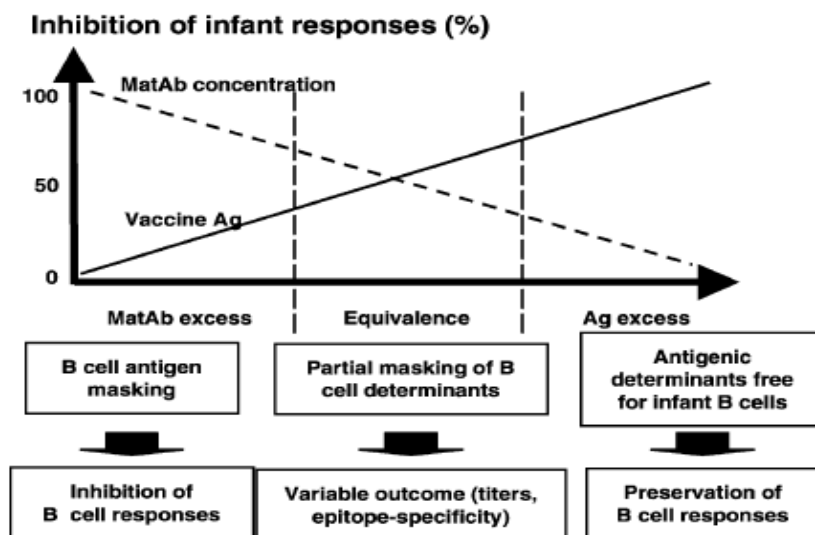 Inhibition of infant responses (%)
MatAb concentration
100
50
Vaccine Ag
0
MatAb excess
Equivalence
Ag excess
B cell antigen
masking
Partial masking of B
cell determinants
Antigenic
determinants free
for infant B cells
Inhibition of
B cell responses
Variable outcome (titers,
epitope-specificity)
Preservation of
B cell responses